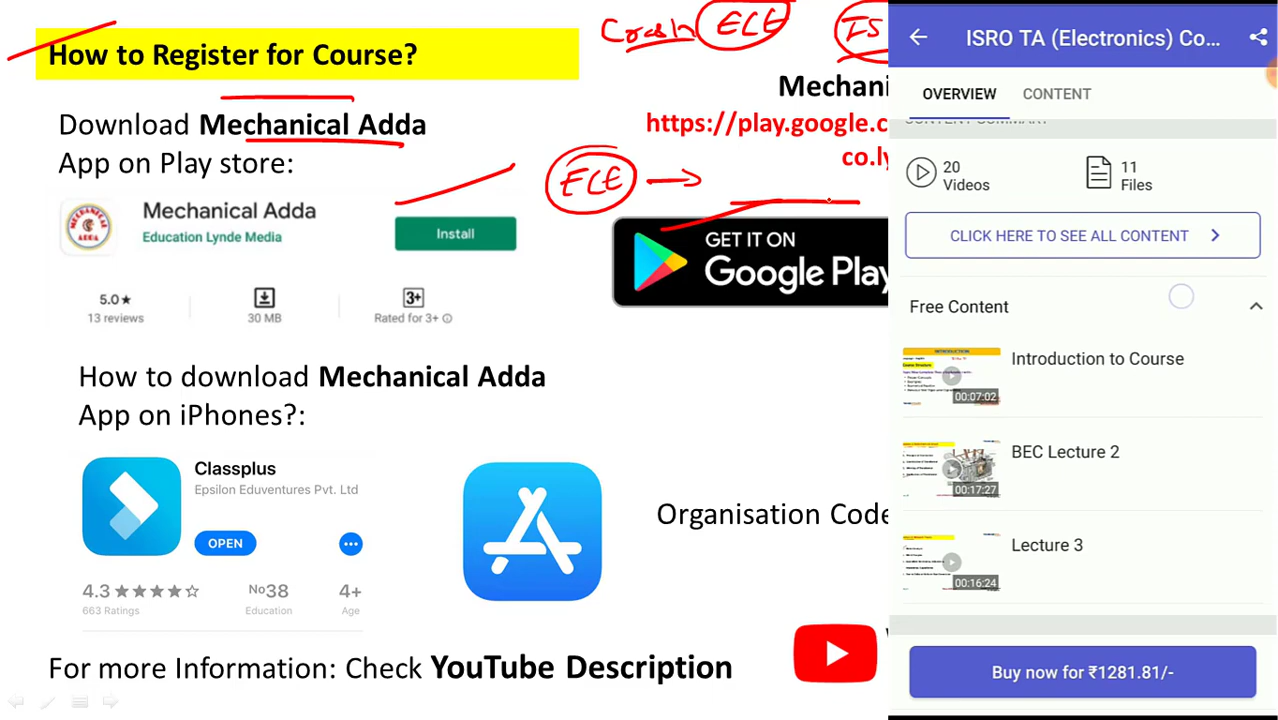 How to Register for Course?
Crash ECE IS
Mechani
Download Mechanical Adda
App on Play store:
https://play.google.c
co.ly
ECE →
Mechanical Adda
Education Lynde Media
Install
5.0★
13 reviews
30 MB
3+
Rated for 3+
GET IT ON
Google Play
How to download Mechanical Adda
App on iPhones?:
Classplus
Epsilon Eduventures Pvt. Ltd
OPEN
4.3 ★★★★☆
663 Ratings
No38
Education
4+
Age
Organisation Code
For more Information: Check YouTube Description
ISRO TA (Electronics) Co...
OVERVIEW
CONTENT
CONTENT SUMMARY
20
Videos
11
Files
CLICK HERE TO SEE ALL CONTENT
Free Content
INTRODUCTION
00:07:02
Introduction to Course
00:17:27
BEC Lecture 2
00:16:24
Lecture 3
Buy now for ₹1281.81/-